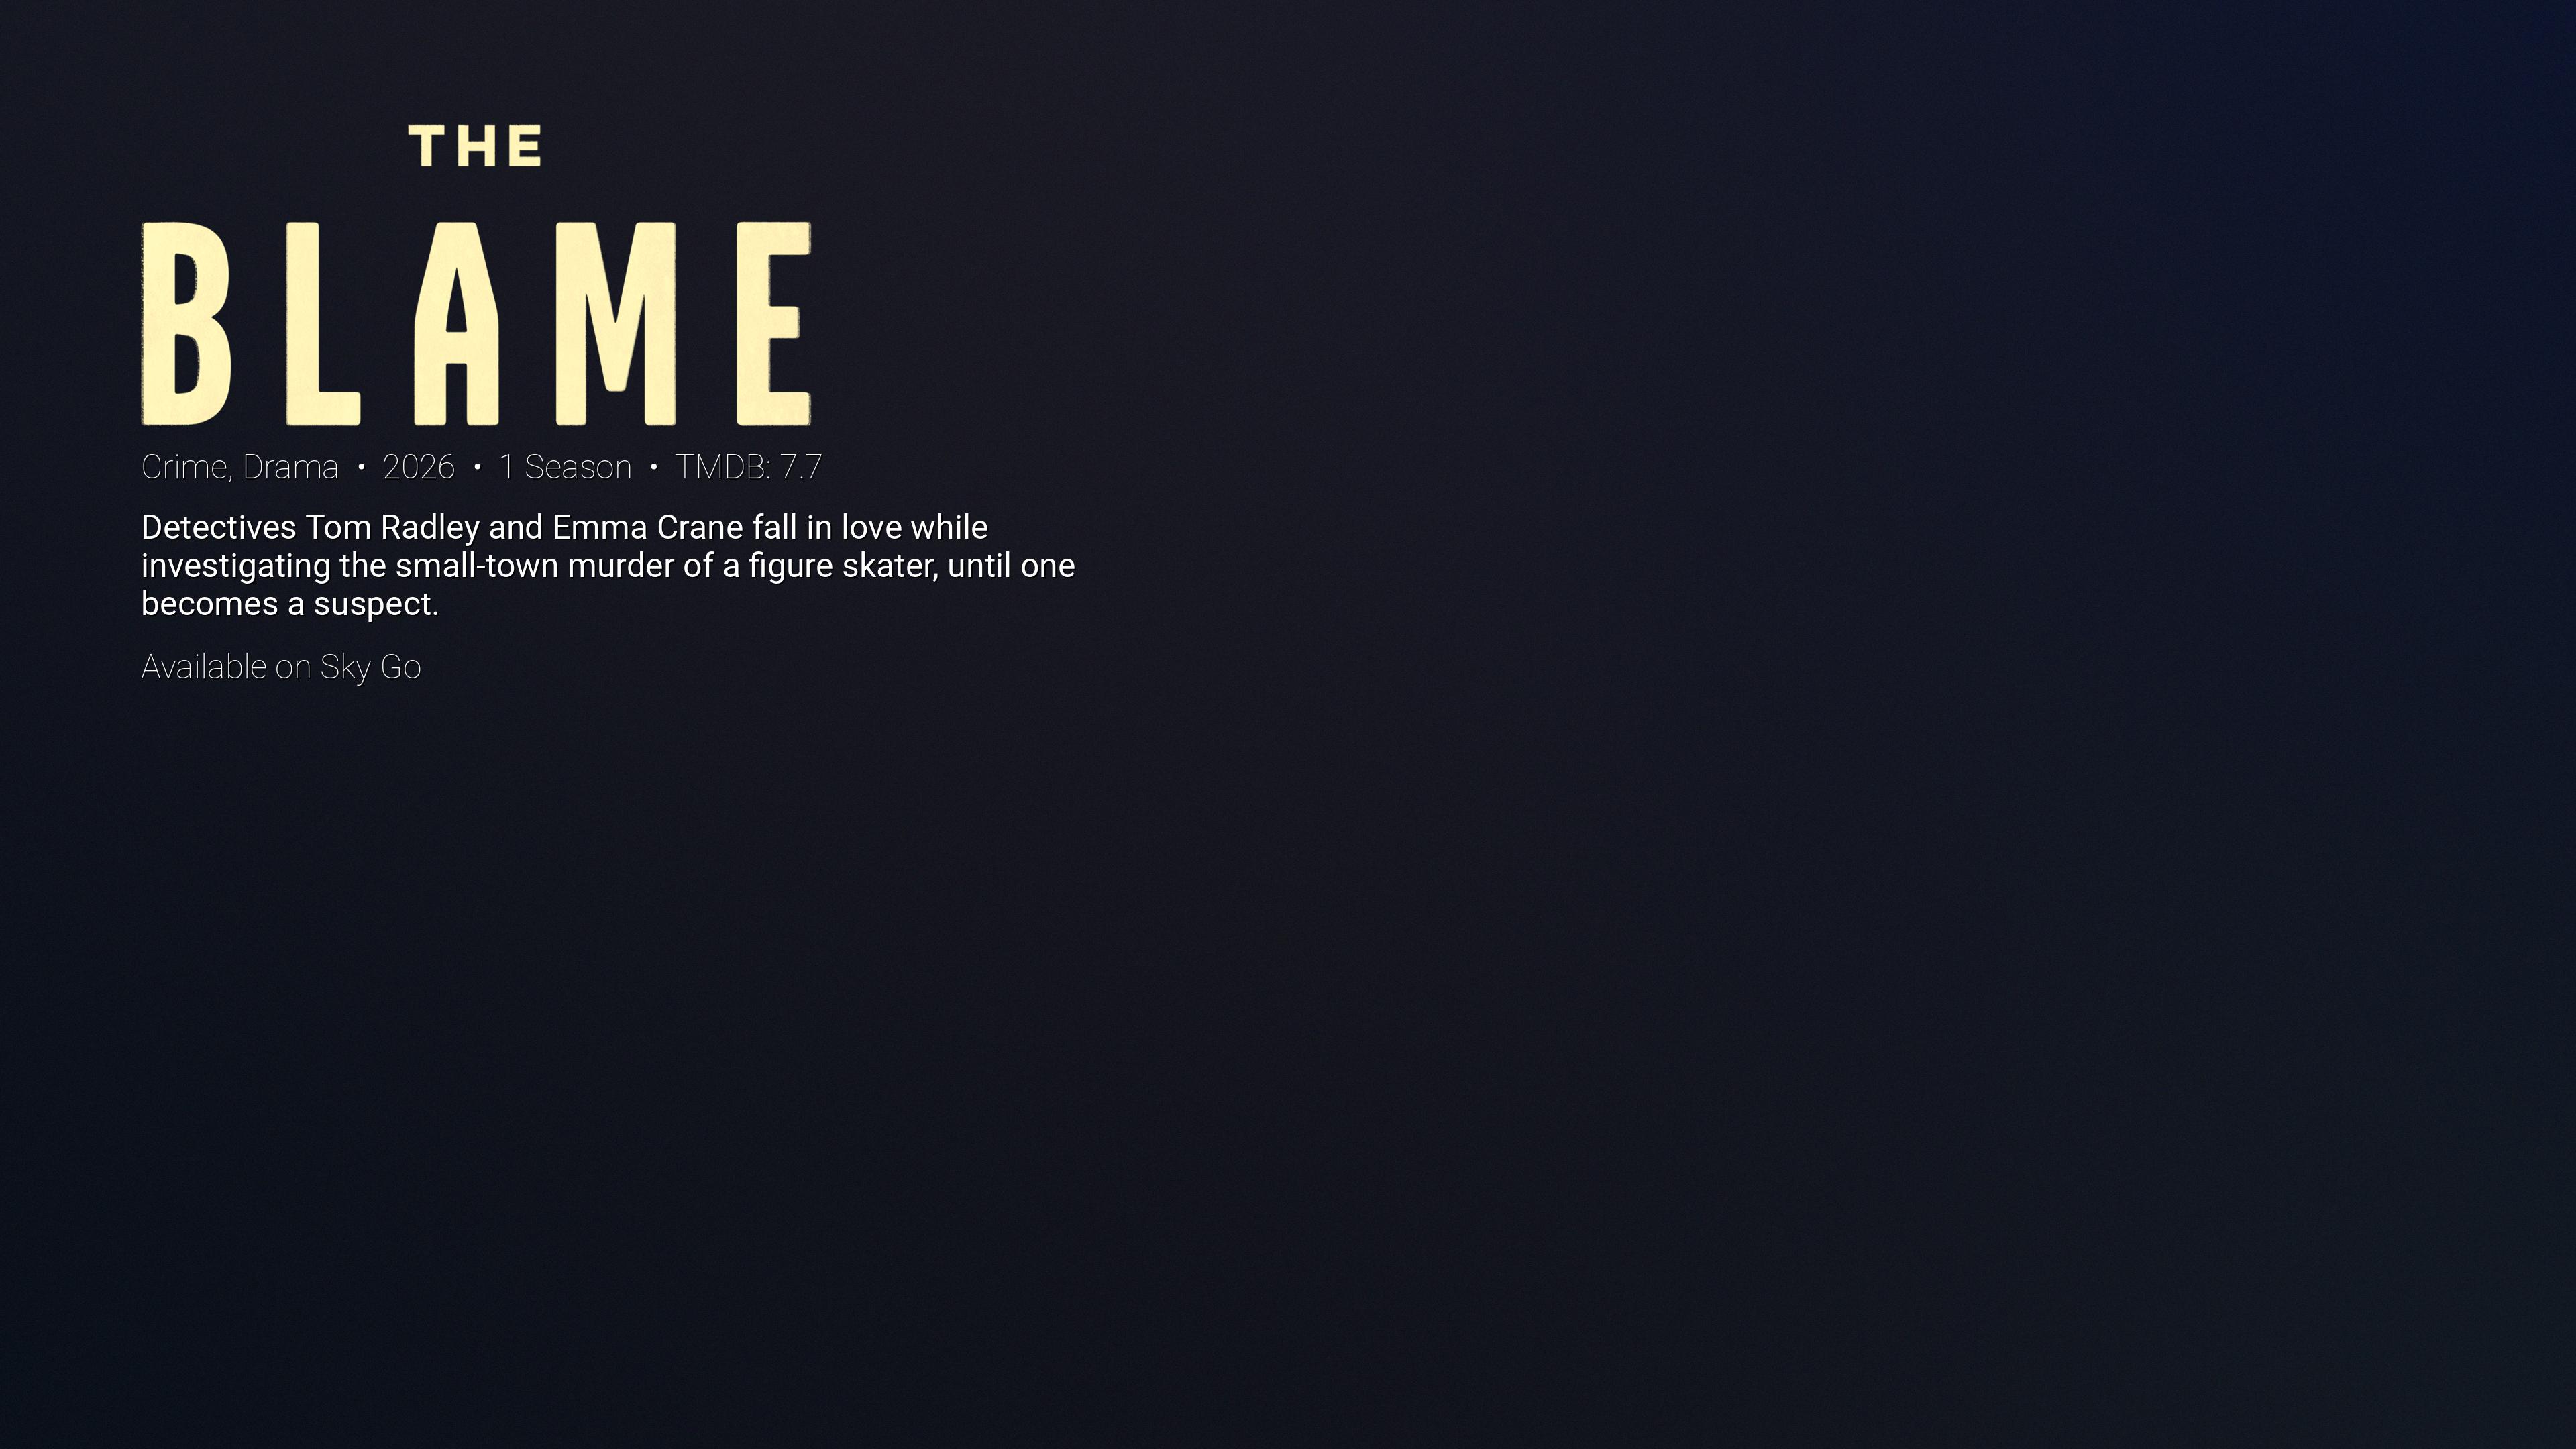 THE
BLAME
Crime, Drama • 2026 • 1 Season • TMDB: 7.7
Detectives Tom Radley and Emma Crane fall in love while
investigating the small-town murder of a figure skater, until one
becomes a suspect.
Available on Sky Go